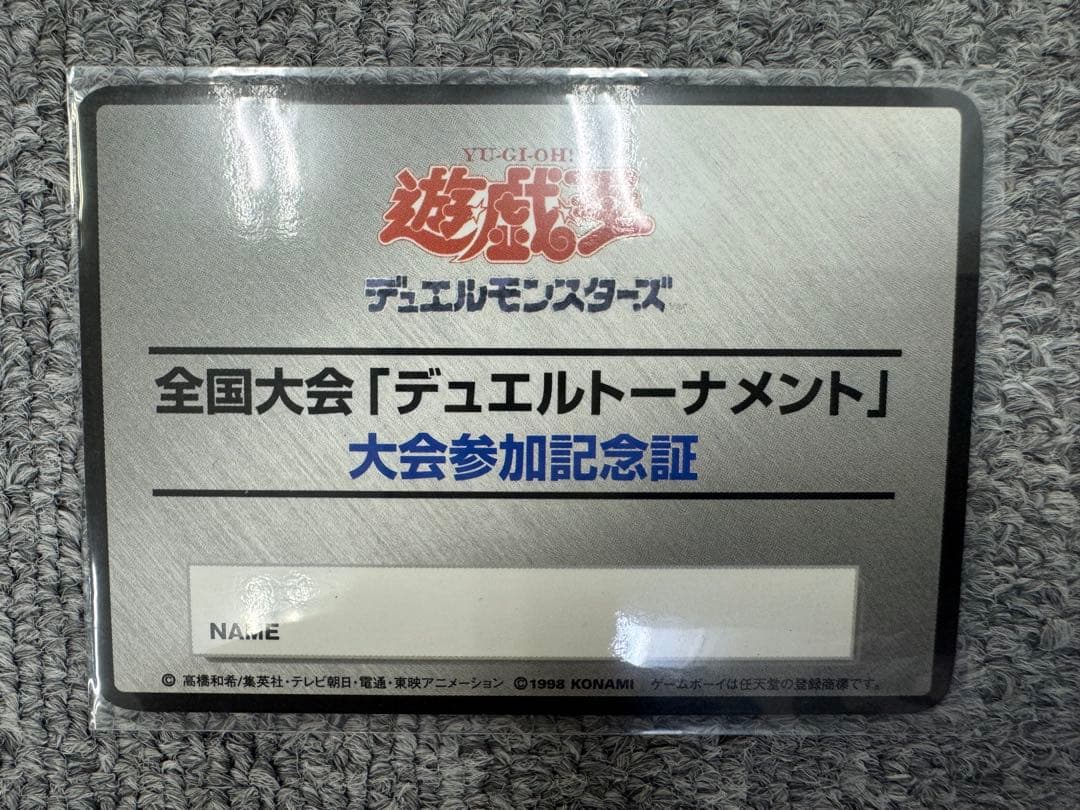 YU-GI-OH!
遊戯王
デュエルモンスターズ
全国大会「デュエルトーナメント」
大会参加記念証
NAME
© 高橋和希/集英社・テレビ朝日・電通・東映アニメーション ©1998 KONAMI ゲームボーイは任天堂の登録商標です。